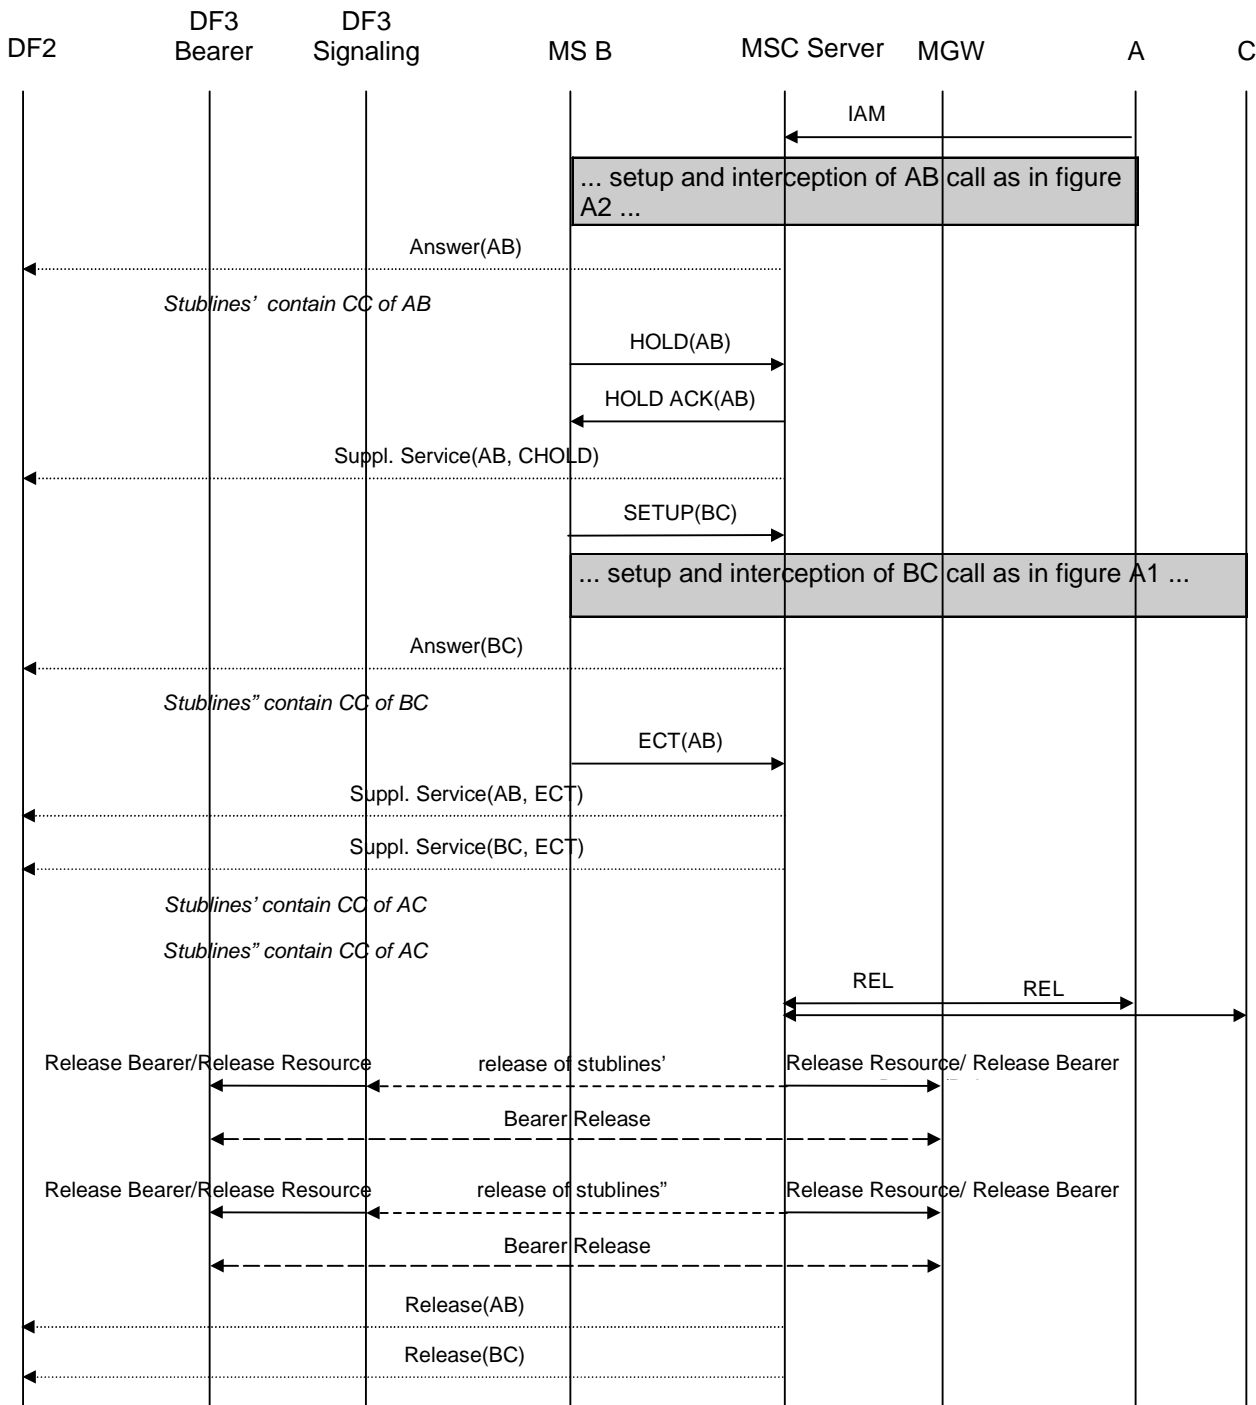 DF2
DF3
Bearer
DF3
Signaling
MS B
MSC Server
MGW
A
C
IAM
... setup and interception of AB call as in figure
A2 ...
Answer(AB)
Stublines’ contain CC of AB
HOLD(AB)
HOLD ACK(AB)
Suppl. Service(AB, CHOLD)
SETUP(BC)
... setup and interception of BC call as in figure A1 ...
Answer(BC)
Stublines” contain CC of BC
ECT(AB)
Suppl. Service(AB, ECT)
Suppl. Service(BC, ECT)
Stublines’ contain CC of AC
Stublines” contain CC of AC
REL
REL
Release Bearer/Release Resource
release of stublines’
Release Resource/ Release Bearer
Bearer Release
Release Bearer/Release Resource
release of stublines”
Release Resource/ Release Bearer
Bearer Release
Release(AB)
Release(BC)